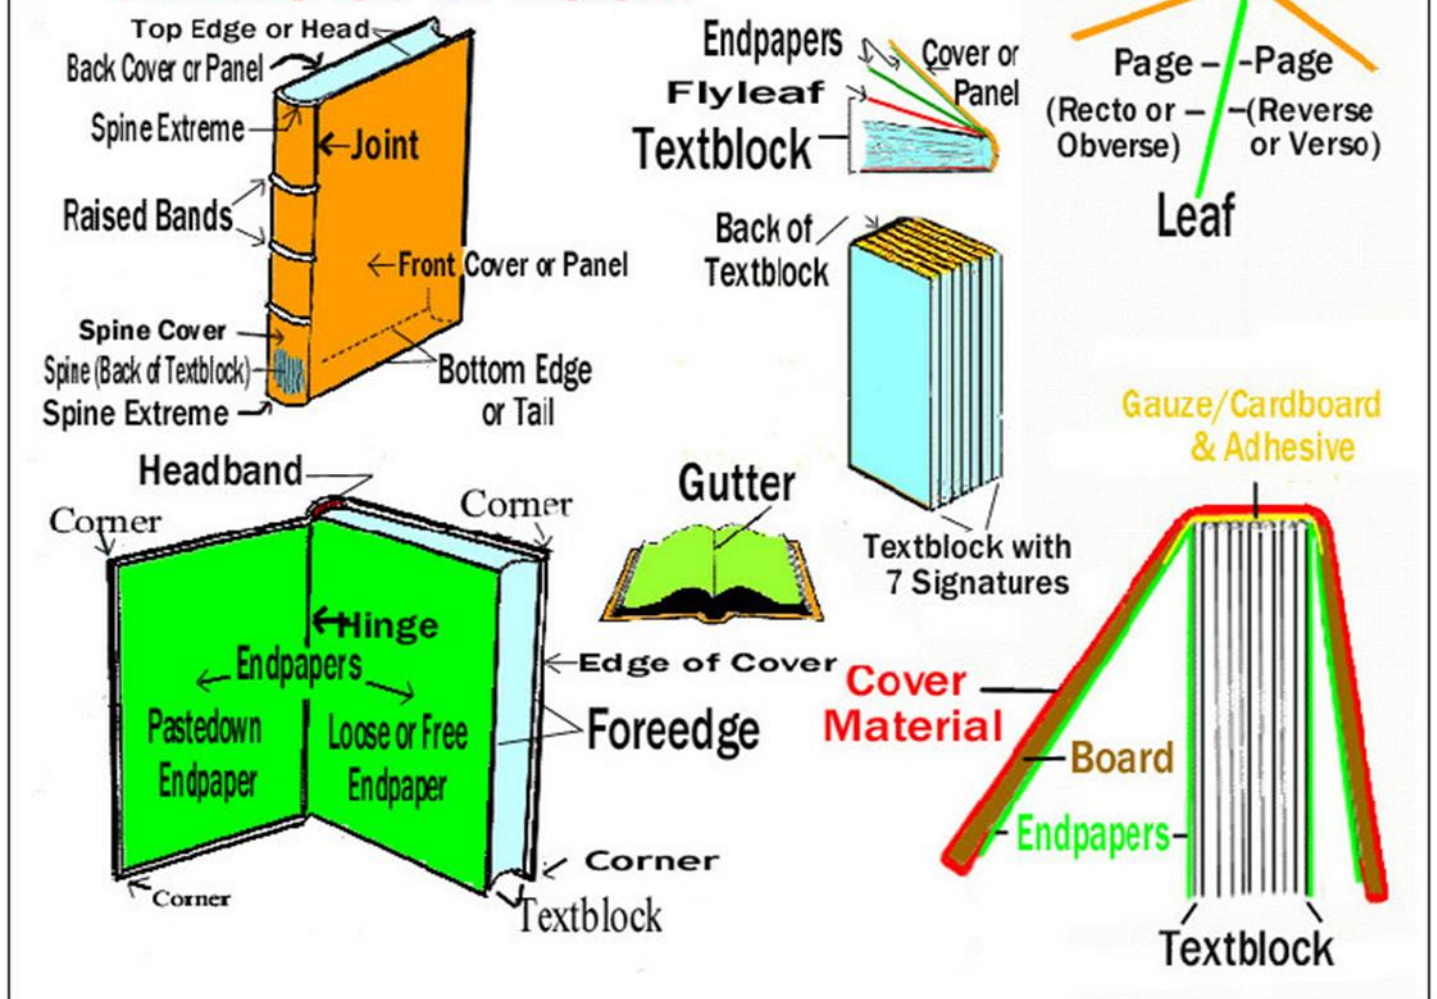 Top Edge or Head
Back Cover or Panel
Spine Extreme
Joint
Raised Bands
Front Cover or Panel
Spine Cover
Spine (Back of Textblock)
Spine Extreme
Bottom Edge
or Tail
Endpapers
Cover or
Panel
Flyleaf
Textblock
Page
Page
(Recto or
Obverse)
(Reverse
or Verso)
Leaf
Back of
Textblock
Textblock with
7 Signatures
Headband
Corner
Corner
Hinge
Endpapers
Pastedown
Endpaper
Loose or Free
Endpaper
Edge of Cover
Foreedge
Corner
Corner
Textblock
Gutter
Gauze/Cardboard
& Adhesive
Cover
Material
Board
Endpapers
Textblock